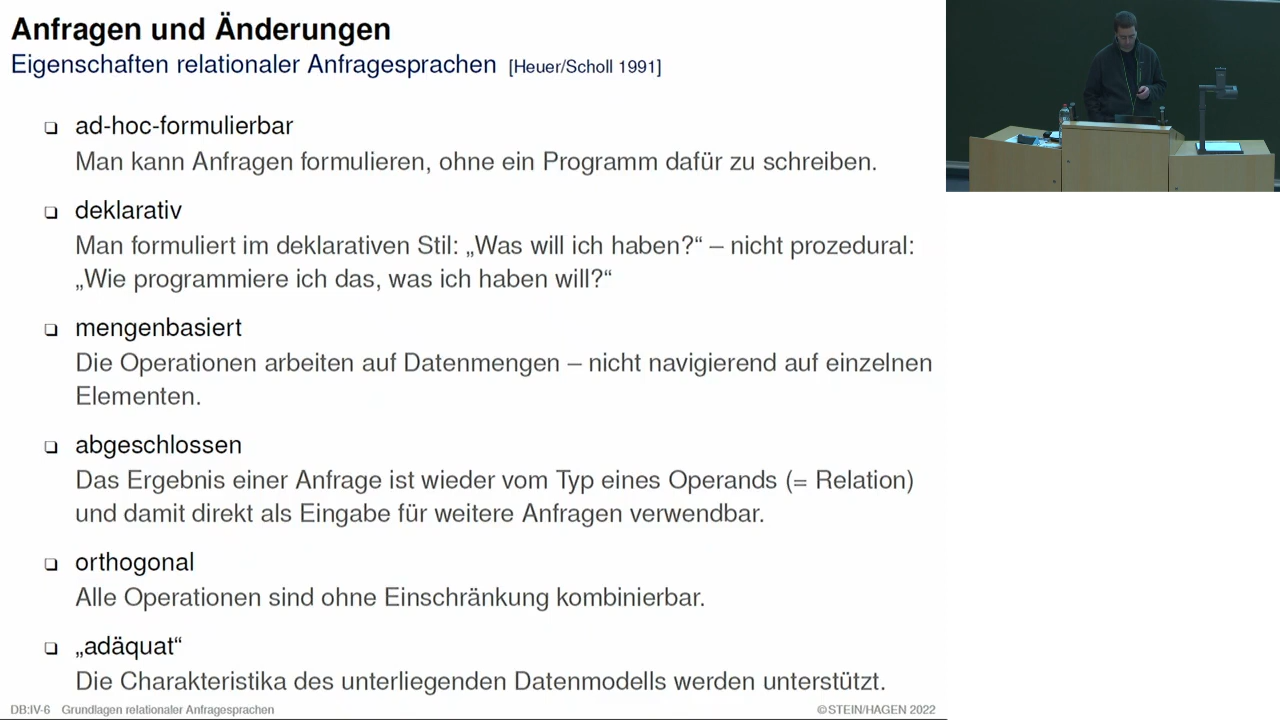 Anfragen und Änderungen
Eigenschaften relationaler Anfragesprachen [Heuer/Scholl 1991]
❑ ad-hoc-formulierbar
Man kann Anfragen formulieren, ohne ein Programm dafür zu schreiben.
❑ deklarativ
Man formuliert im deklarativen Stil: „Was will ich haben?“ – nicht prozedural:
„Wie programmiere ich das, was ich haben will?“
❑ mengenbasiert
Die Operationen arbeiten auf Datenmengen – nicht navigierend auf einzelnen
Elementen.
❑ abgeschlossen
Das Ergebnis einer Anfrage ist wieder vom Typ eines Operands (= Relation)
und damit direkt als Eingabe für weitere Anfragen verwendbar.
❑ orthogonal
Alle Operationen sind ohne Einschränkung kombinierbar.
❑ „adäquat“
Die Charakteristika des unterliegenden Datenmodells werden unterstützt.
DB:IV-6 Grundlagen relationaler Anfragesprachen ©STEIN/HAGEN 2022